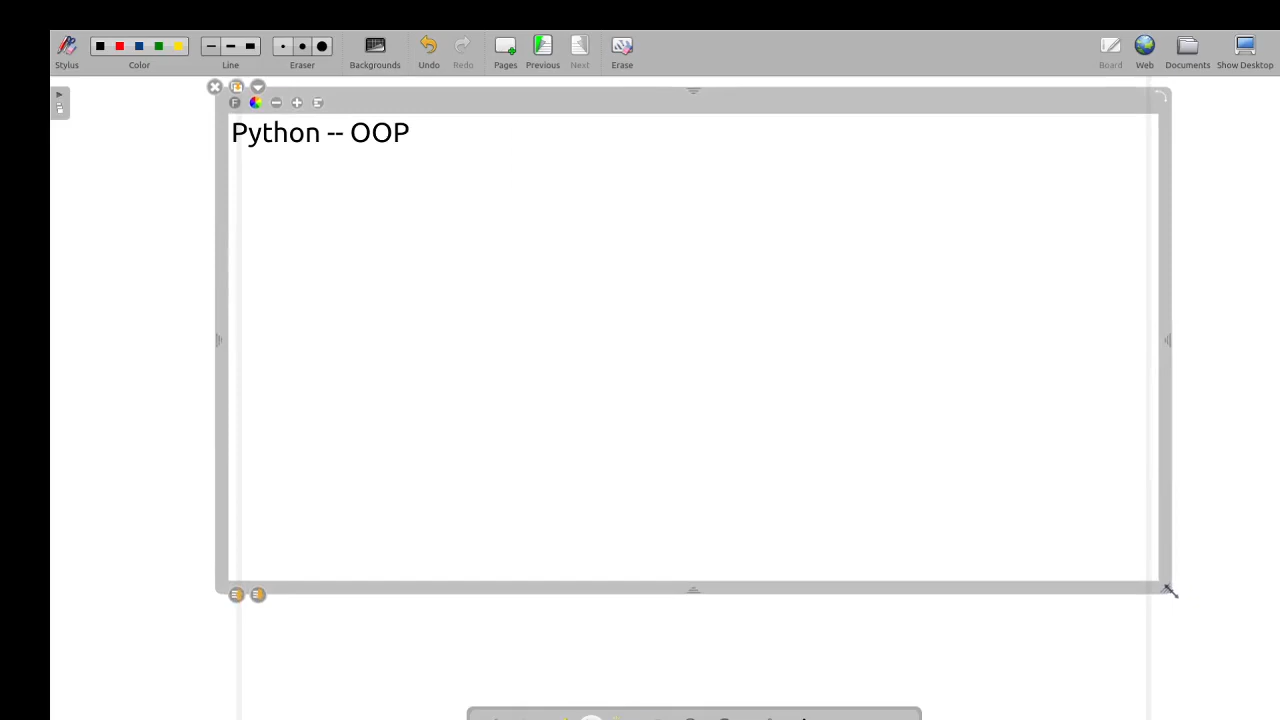 Stylus Color Line Eraser Backgrounds Undo Redo Pages Previous Next Erase Board Web Documents Show Desktop
F
Python -- OOP